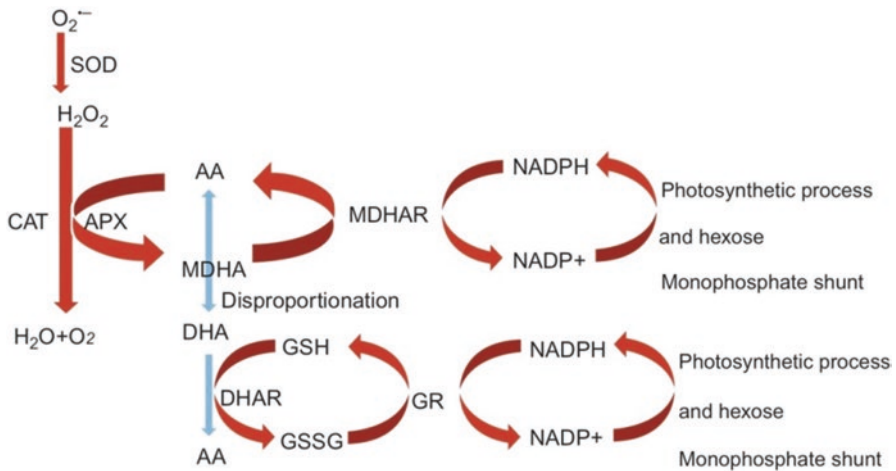 O₂•−
SOD
H₂O₂
AA
NADPH
Photosynthetic process
CAT
APX
MDHAR
and hexose
MDHA
NADP+
Monophosphate shunt
Disproportionation
H₂O+O₂
DHA
GSH
NADPH
Photosynthetic process
DHAR
GR
and hexose
AA
GSSG
NADP+
Monophosphate shunt